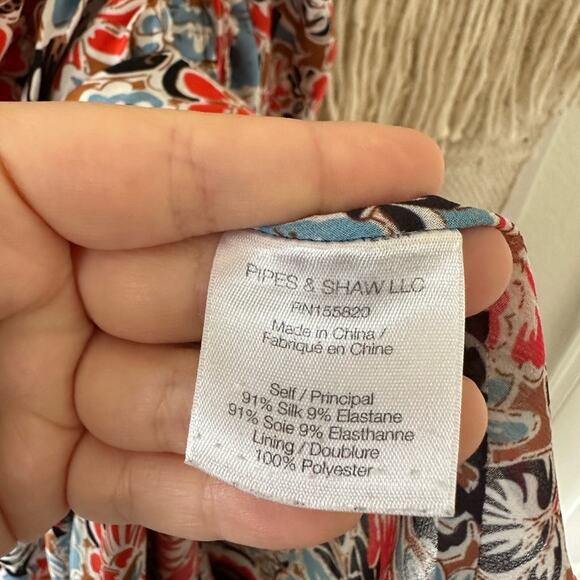 PIPES & SHAW LLC
RN155820
Made in China /
Fabriqué en Chine
Self / Principal
91% Silk 9% Elastane
91% Soie 9% Elasthanne
Lining / Doublure
100% Polyester